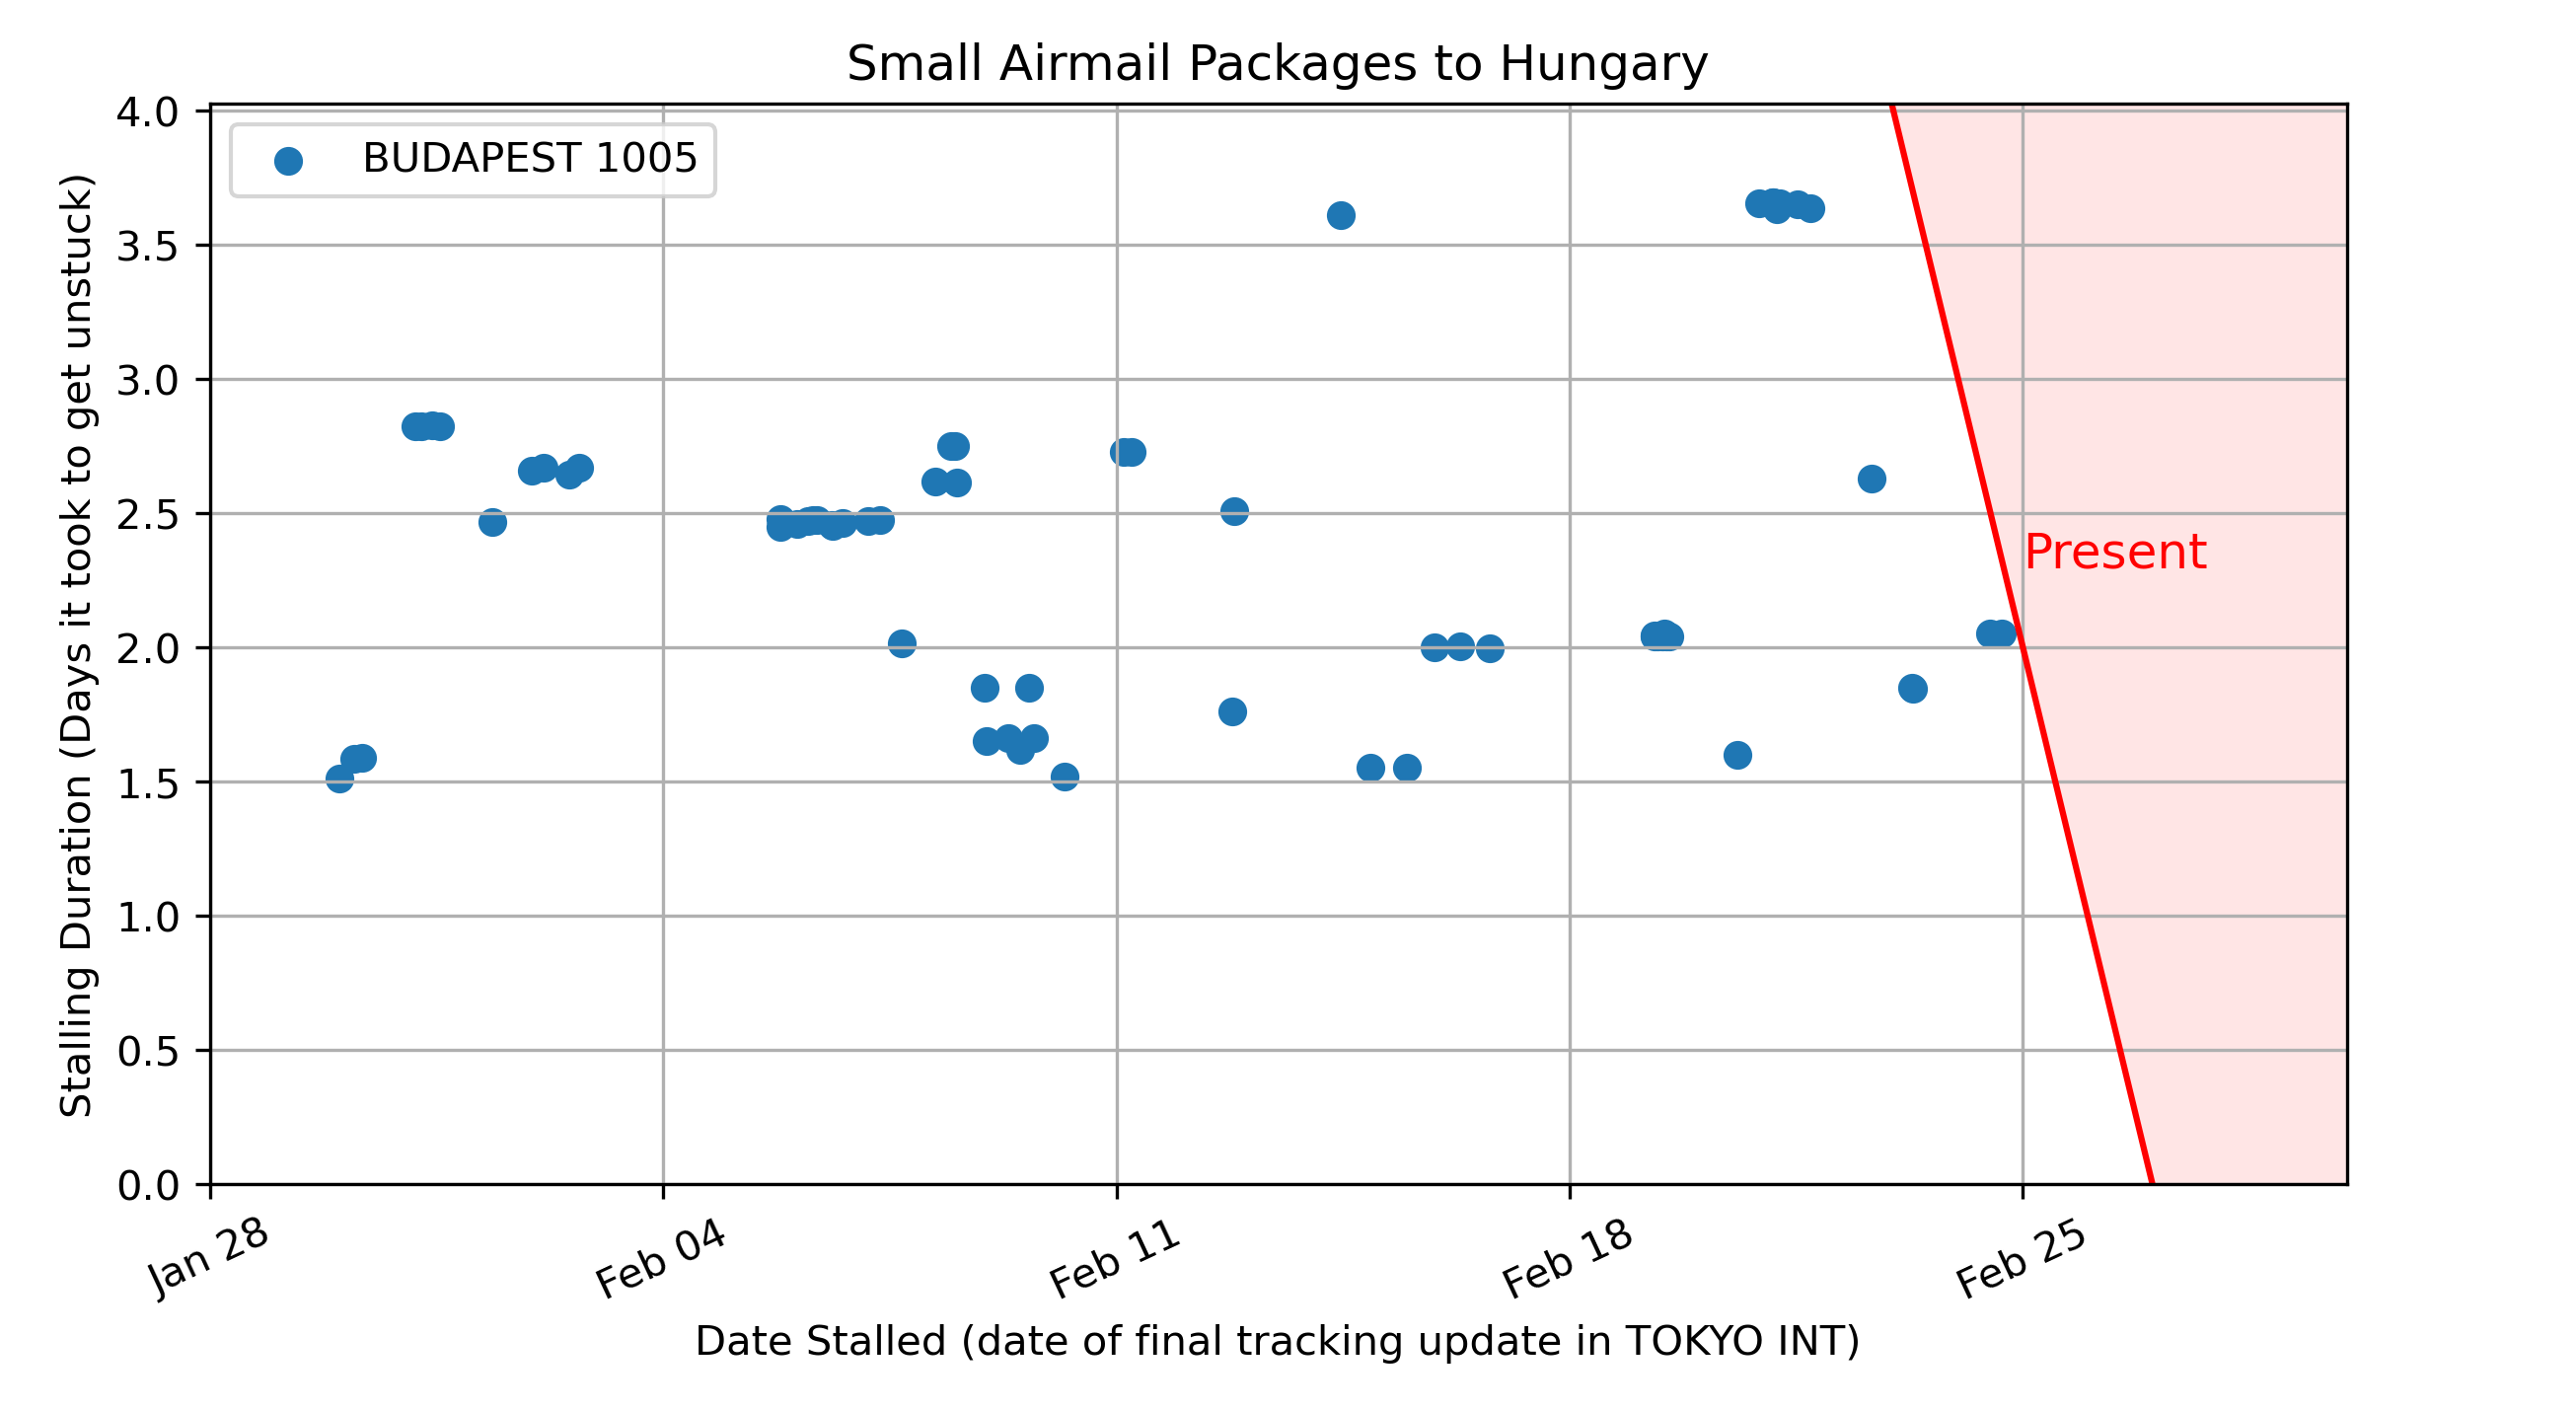 Small Airmail Packages to Hungary
Stalling Duration (Days it took to get unstuck)
4.0
3.5
3.0
2.5
2.0
1.5
1.0
0.5
0.0
BUDAPEST 1005
Present
Jan 28
Feb 04
Feb 11
Feb 18
Feb 25
Date Stalled (date of final tracking update in TOKYO INT)